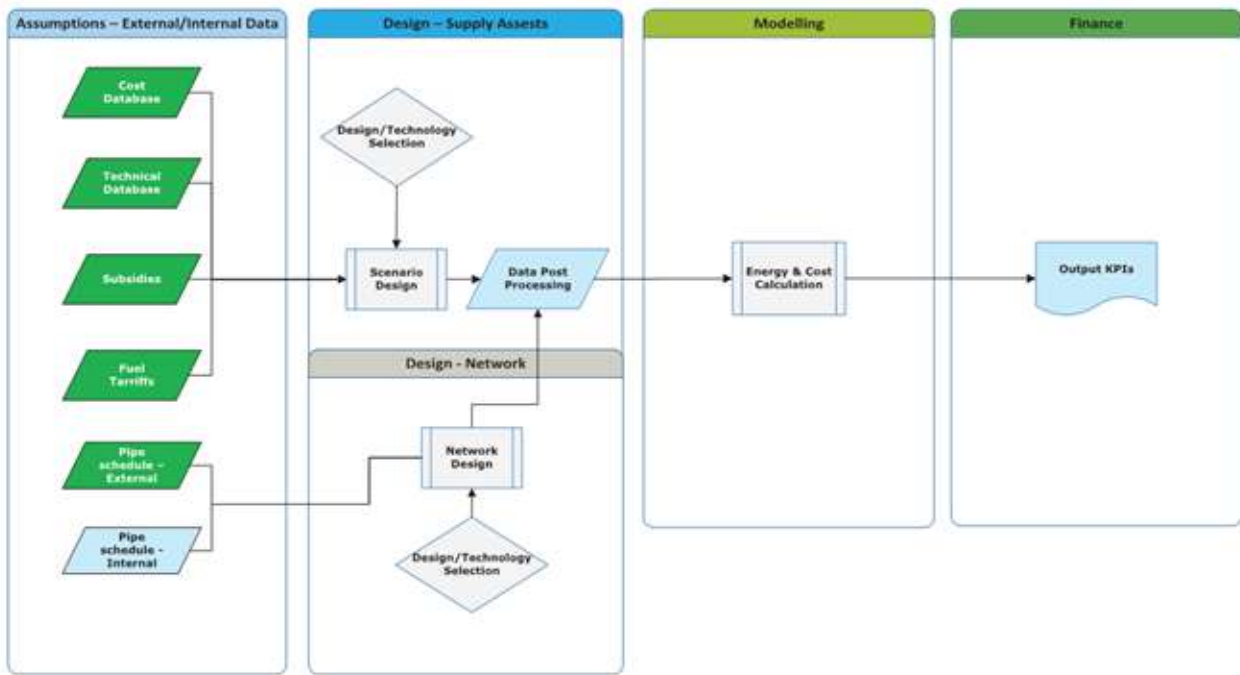 Assumptions – External/Internal Data
Design – Supply Assests
Modelling
Finance
Cost
Database
Design/Technology
Selection
Technical
Database
Subsidies
Scenario
Design
Data Post
Processing
Energy & Cost
Calculation
Output KPIs
Fuel
Tarriffs
Design - Network
Pipe
schedule –
External
Network
Design
Pipe
schedule -
Internal
Design/Technology
Selection